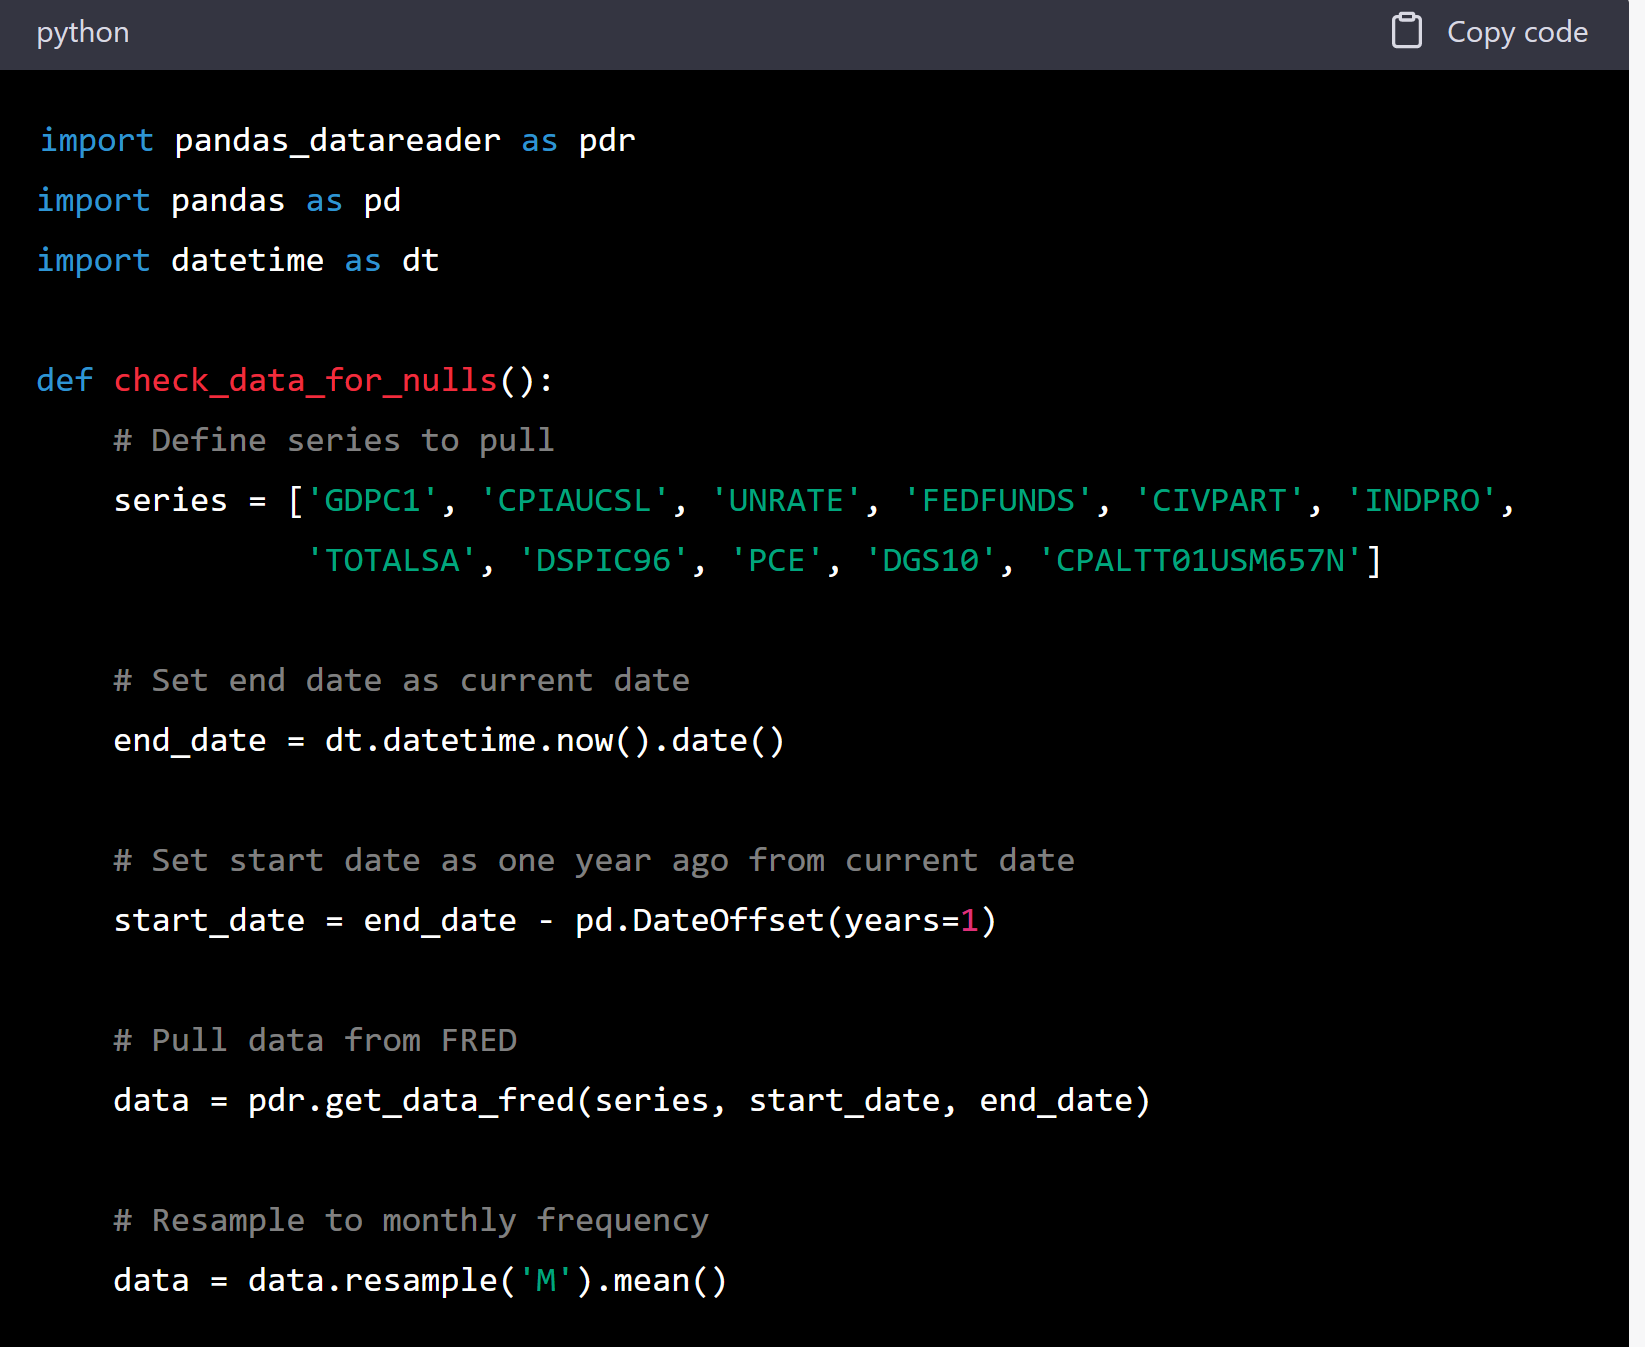 python
Copy code
import pandas_datareader as pdr
import pandas as pd
import datetime as dt
def check_data_for_nulls():
    # Define series to pull
    series = ['GDPC1', 'CPIAUCSL', 'UNRATE', 'FEDFUNDS', 'CIVPART', 'INDPRO',
              'TOTALSA', 'DSPIC96', 'PCE', 'DGS10', 'CPALTT01USM657N']
    # Set end date as current date
    end_date = dt.datetime.now().date()
    # Set start date as one year ago from current date
    start_date = end_date - pd.DateOffset(years=1)
    # Pull data from FRED
    data = pdr.get_data_fred(series, start_date, end_date)
    # Resample to monthly frequency
    data = data.resample('M').mean()